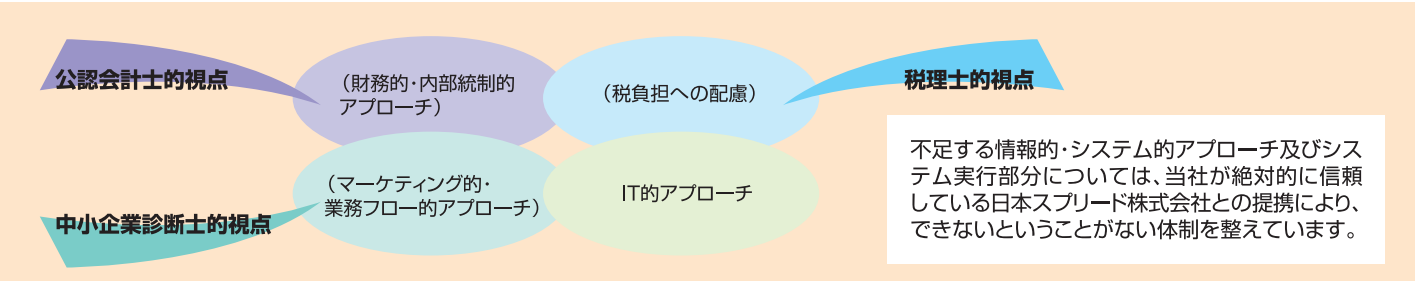 公認会計士的視点
（財務的・内部統制的
アプローチ）
（税負担への配慮）
税理士的視点
（マーケティング的・
業務フロー的アプローチ）
IT的アプローチ
中小企業診断士的視点
不足する情報的・システム的アプローチ及びシス
テム実行部分については、当社が絶対的に信頼
している日本スプリード株式会社との提携により、
できないということがない体制を整えています。